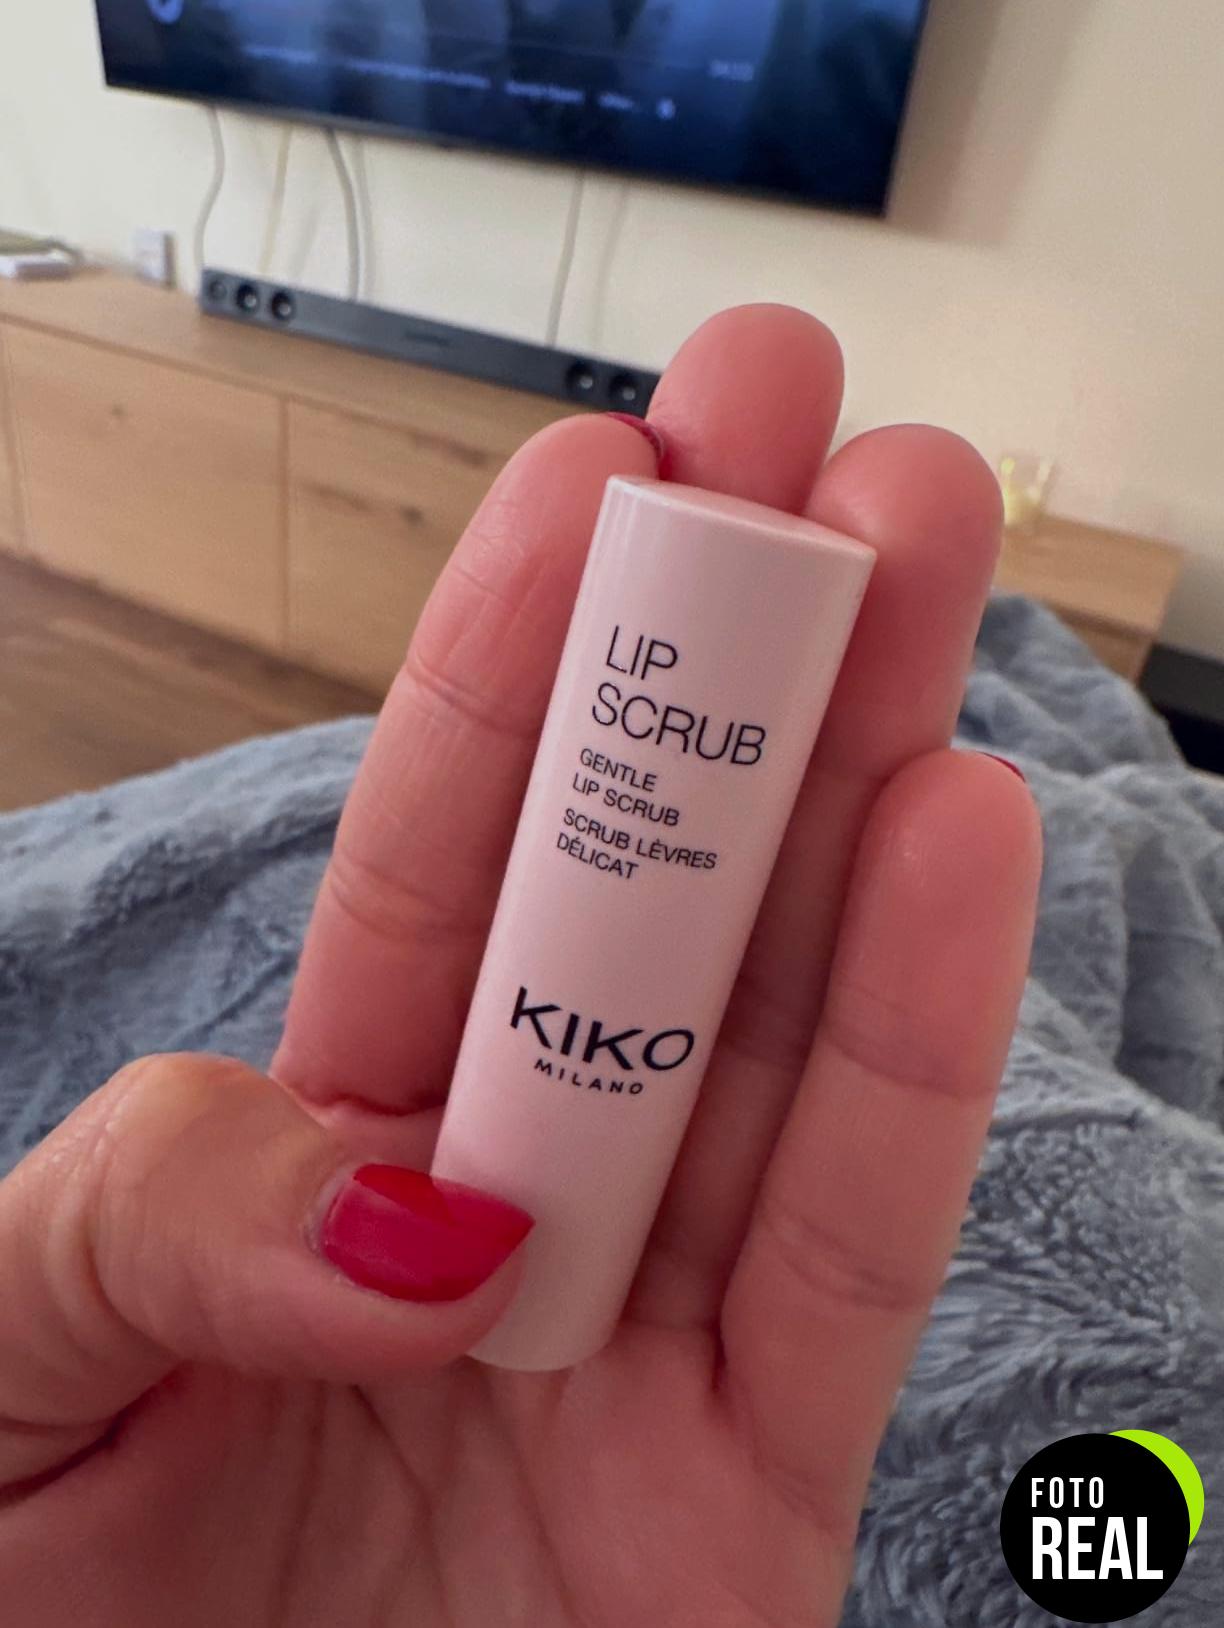 LIP
SCRUB
GENTLE
LIP SCRUB
SCRUB LÈVRES
DÉLICAT
KIKO
MILANO
FOTO
REAL